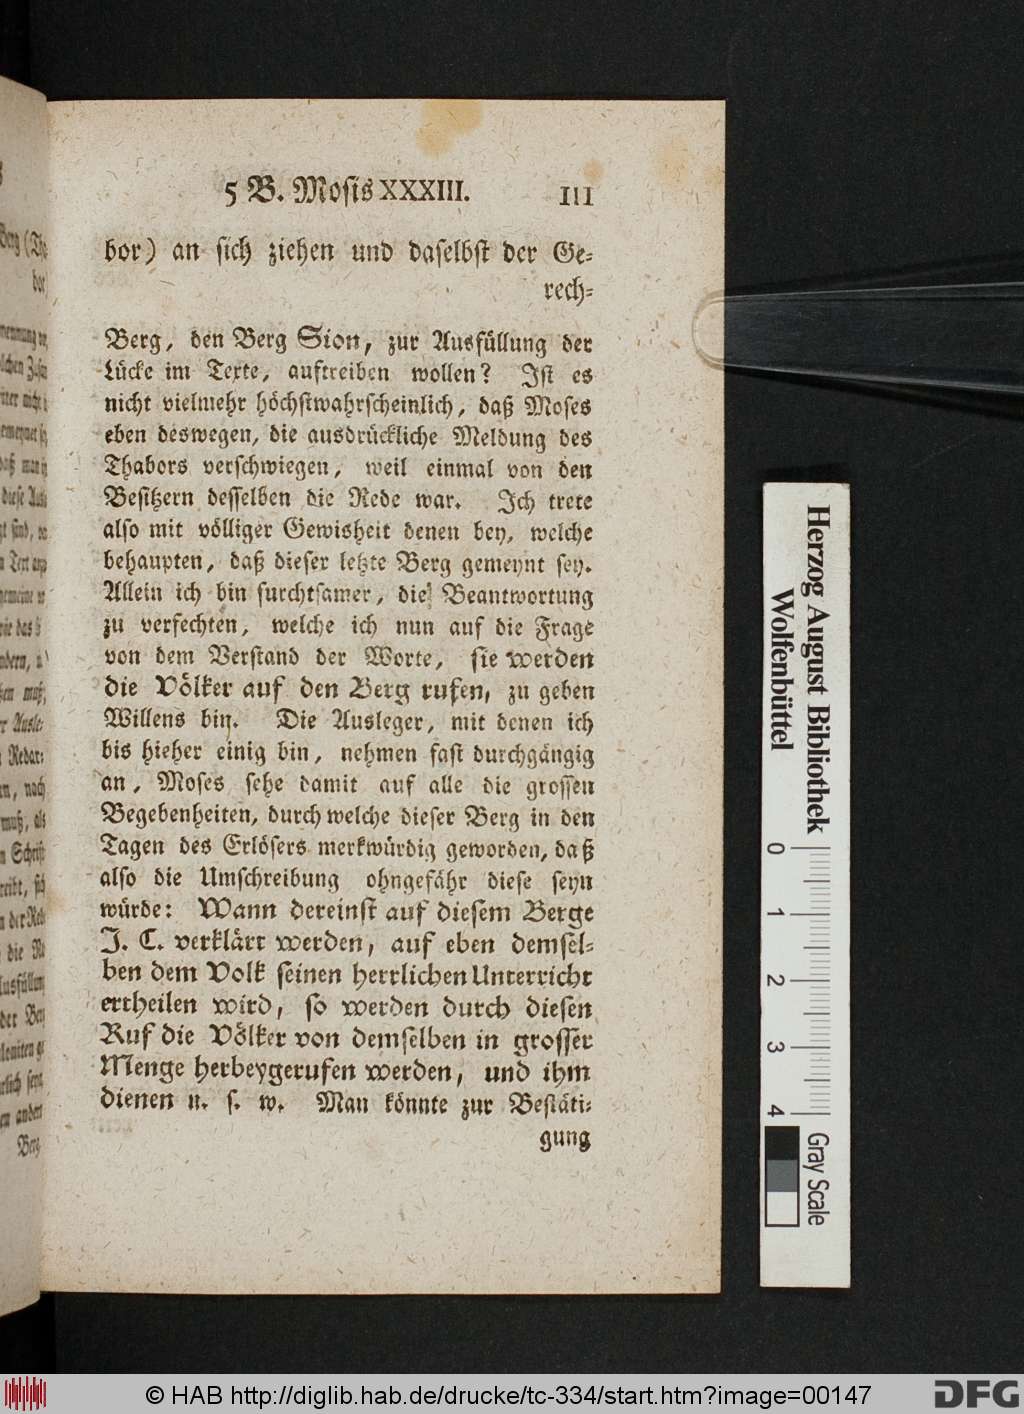 5 B. Mosis XXXIII. 111
bor) an sich ziehen und daselbst der Ge-
rech-
Berg, den Berg Sion, zur Ausfüllung der
Lücke im Texte, auftreiben wollen? Ist es
nicht vielmehr höchstwahrscheinlich, daß Moses
eben deswegen, die ausdrückliche Meldung des
Thabors verschwiegen, weil einmal von den
Besitzern desselben die Rede war. Ich trete
also mit völliger Gewisheit denen bey, welche
behaupten, daß dieser letzte Berg gemeynt sey.
Allein ich bin furchtsamer, die Beantwortung
zu verfechten, welche ich nun auf die Frage
von dem Verstand der Worte, sie werden
die Völker auf den Berg rufen, zu geben
Willens bin. Die Ausleger, mit denen ich
bis hieher einig bin, nehmen fast durchgängig
an, Moses sehe damit auf alle die grossen
Begebenheiten, durch welche dieser Berg in den
Tagen des Erlösers merkwürdig geworden, daß
also die Umschreibung ohngefähr diese seyn
würde: Wann dereinst auf diesem Berge
J. C. verklärt werden, auf eben demsel-
ben dem Volk seinen herrlichen Unterricht
ertheilen wird, so werden durch diesen
Ruf die Völker von demselben in grosser
Menge herbeygerufen werden, und ihm
dienen u. s. w. Man könnte zur Bestäti-
gung
Herzog August Bibliothek
Wolfenbüttel
0 1 2 3 4
Gray Scale
© HAB http://diglib.hab.de/drucke/tc-334/start.htm?image=00147
DFG